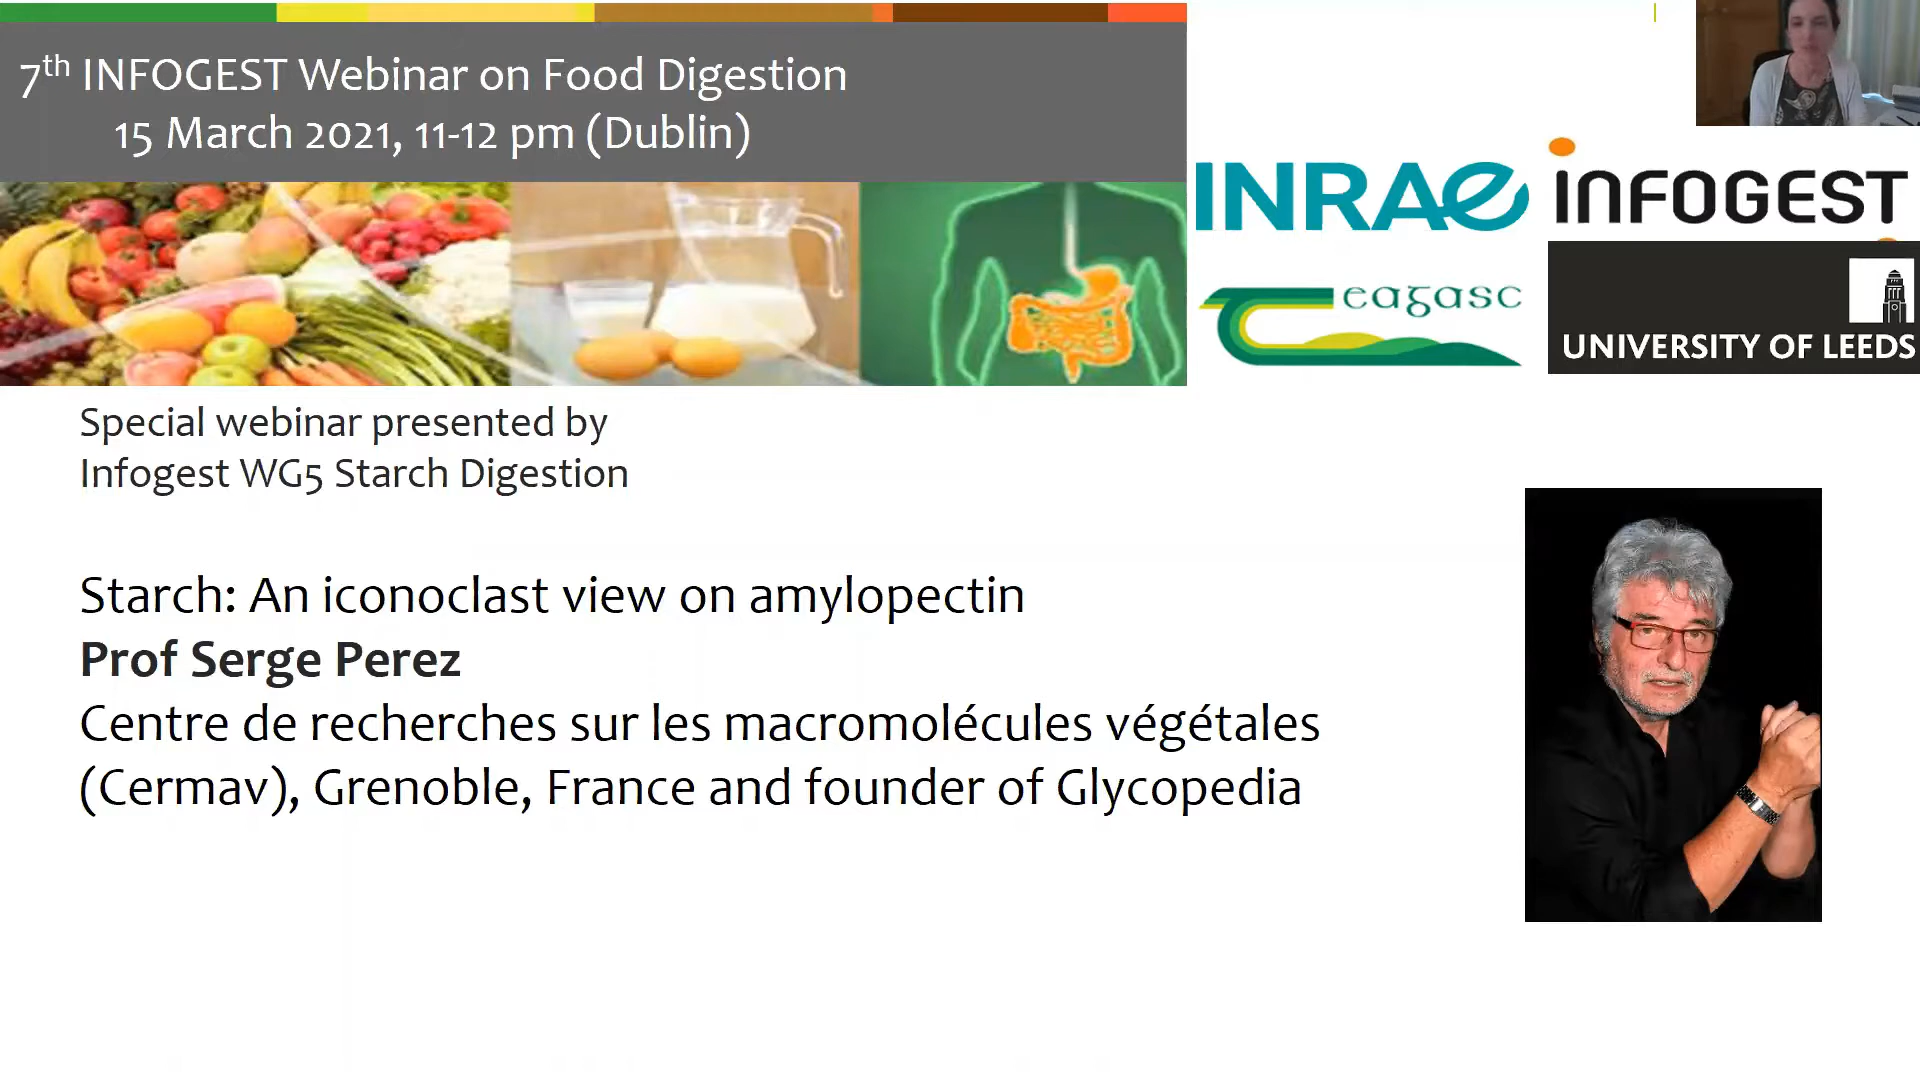 7th INFOGEST Webinar on Food Digestion
15 March 2021, 11-12 pm (Dublin)
INRAE
INFOGEST
eagasc
UNIVERSITY OF LEEDS
Special webinar presented by
Infogest WG5 Starch Digestion
Starch: An iconoclast view on amylopectin
Prof Serge Perez
Centre de recherches sur les macromolécules végétales
(Cermav), Grenoble, France and founder of Glycopedia